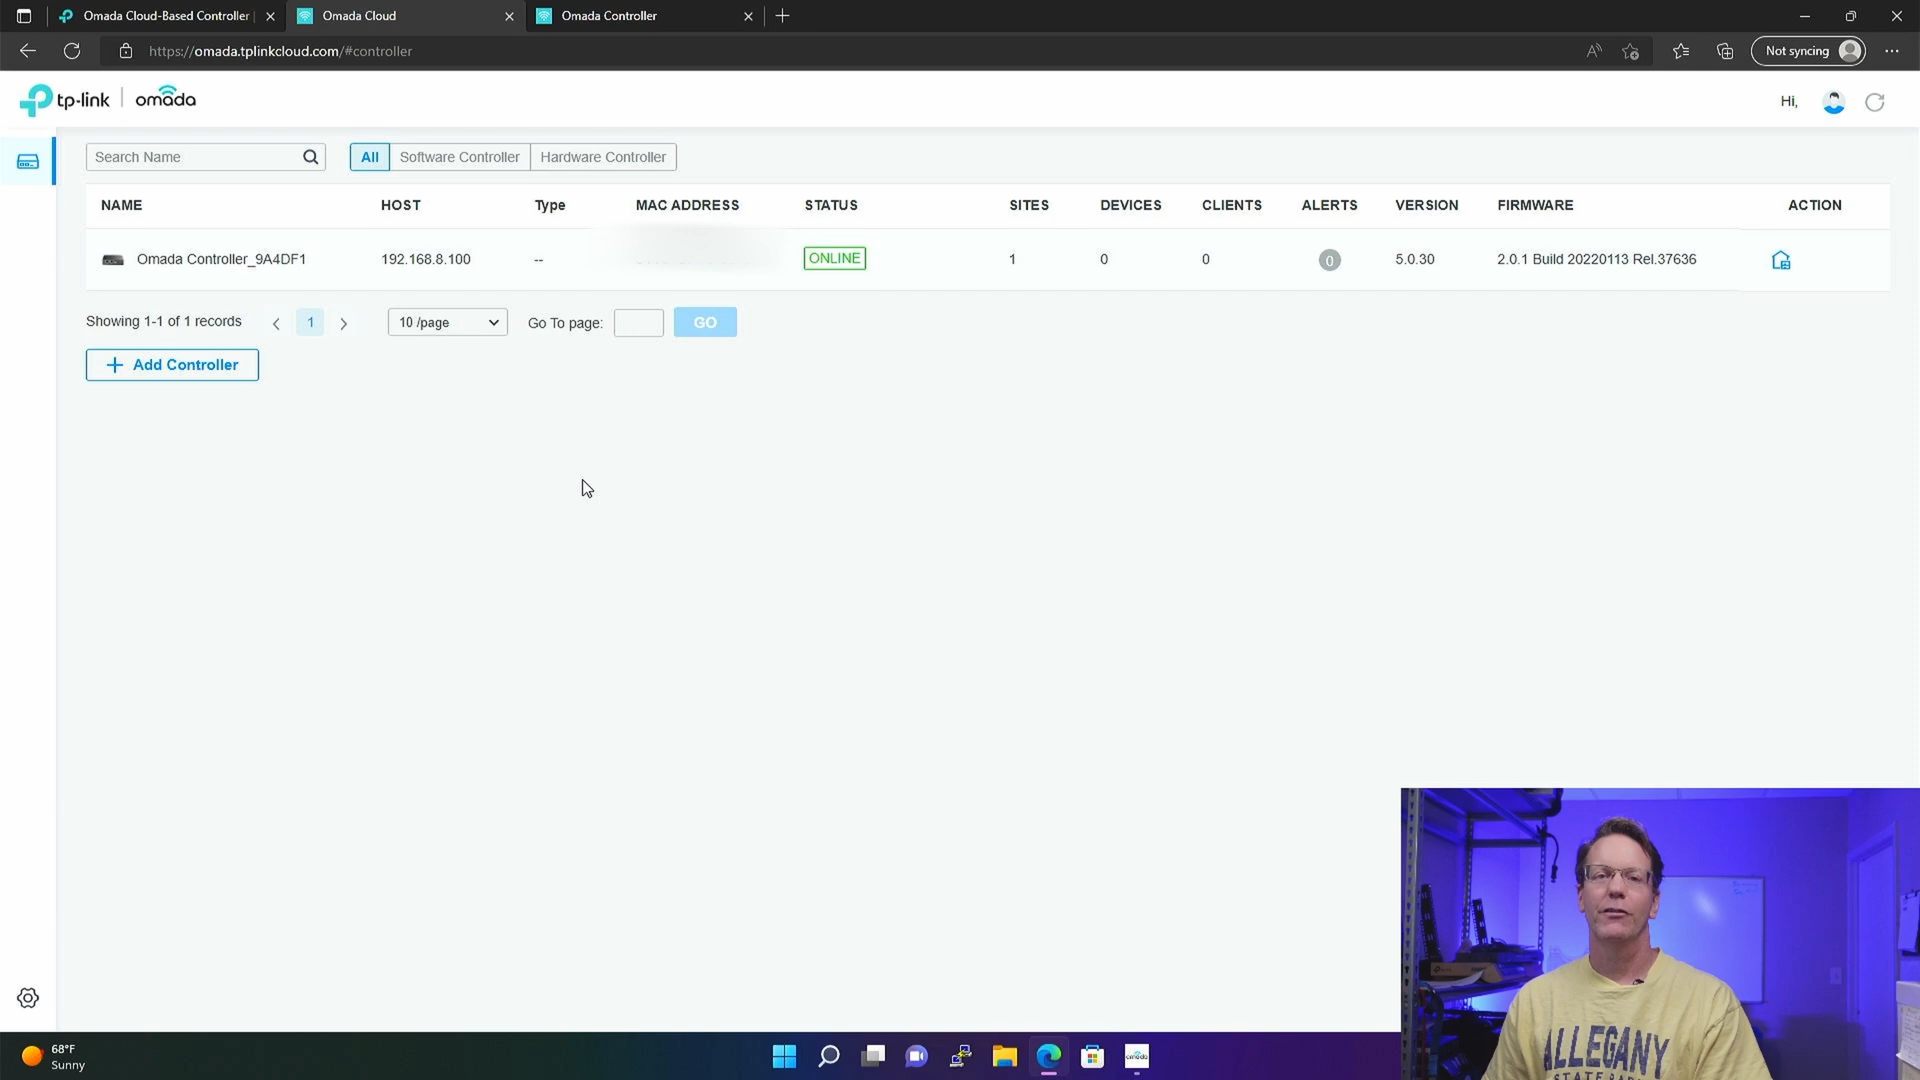 Omada Cloud-Based Controller
Omada Cloud
Omada Controller
https://omada.tplinkcloud.com/#controller
Not syncing
tp-link | omada
Hi,
Search Name
All
Software Controller
Hardware Controller
NAME HOST Type MAC ADDRESS STATUS SITES DEVICES CLIENTS ALERTS VERSION FIRMWARE ACTION
Omada Controller_9A4DF1 192.168.8.100 -- ONLINE 1 0 0 0 5.0.30 2.0.1 Build 20220113 Rel.37636
Showing 1-1 of 1 records < 1 > 10 /page Go To page: GO
+ Add Controller
ALLEGANY
STATE PARK
68°F
Sunny
omada